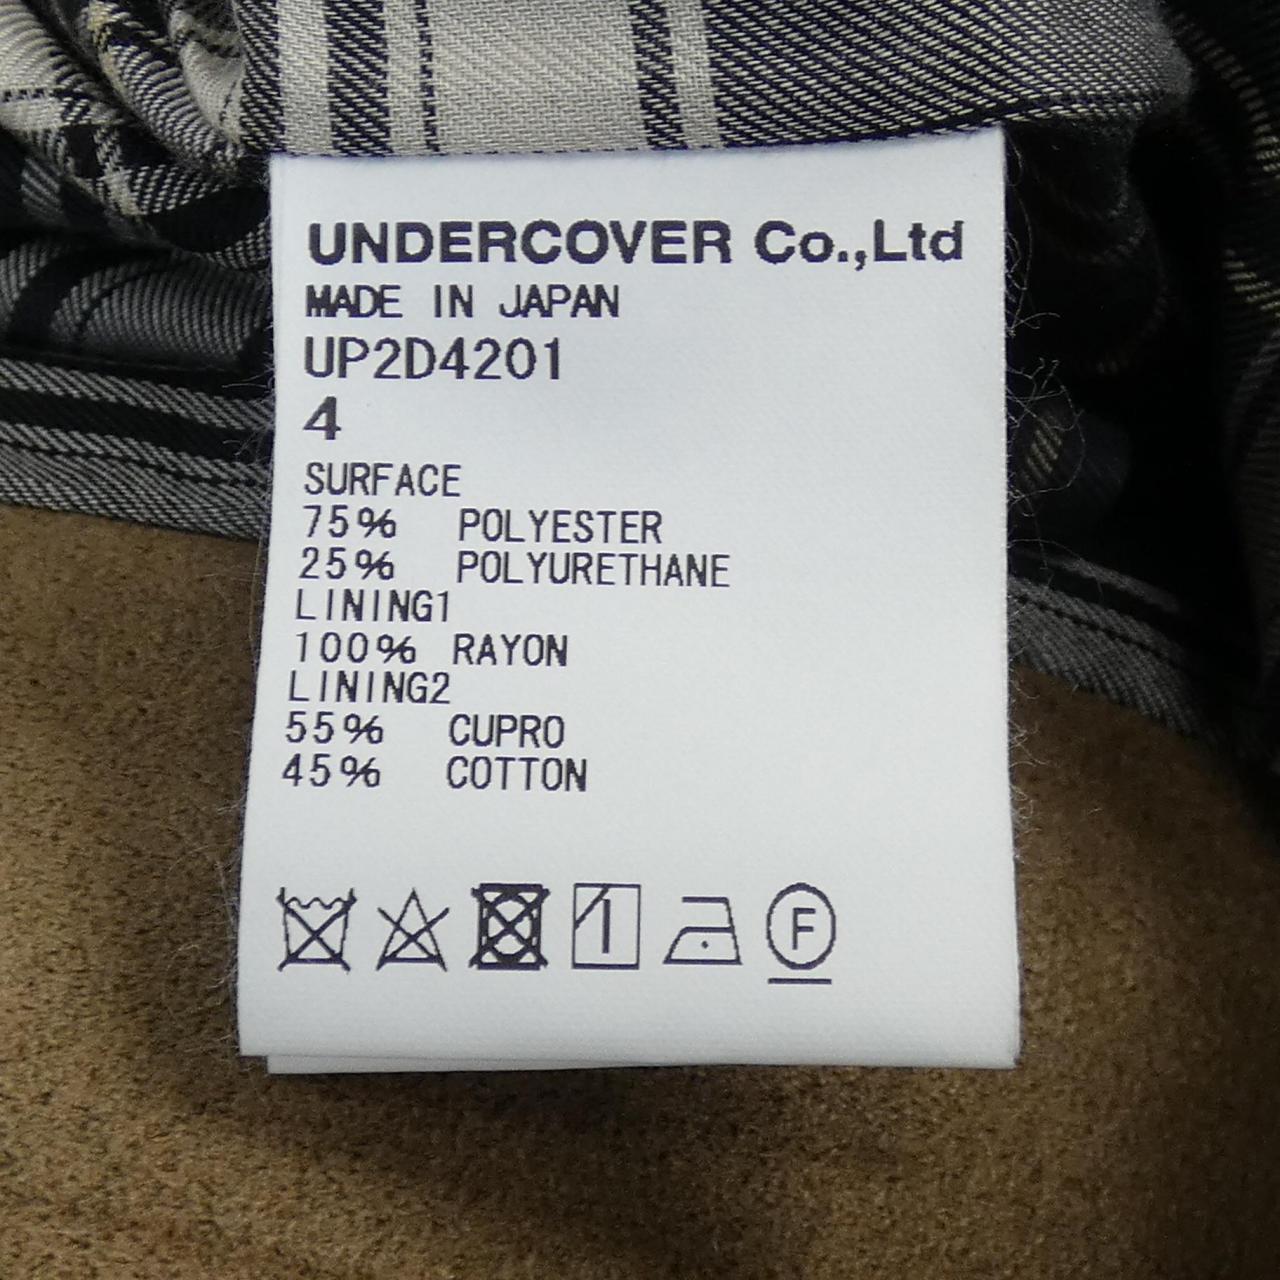 UNDERCOVER Co.,Ltd
MADE IN JAPAN
UP2D4201
4
SURFACE
75% POLYESTER
25% POLYURETHANE
LINING1
100% RAYON
LINING2
55% CUPRO
45% COTTON
F